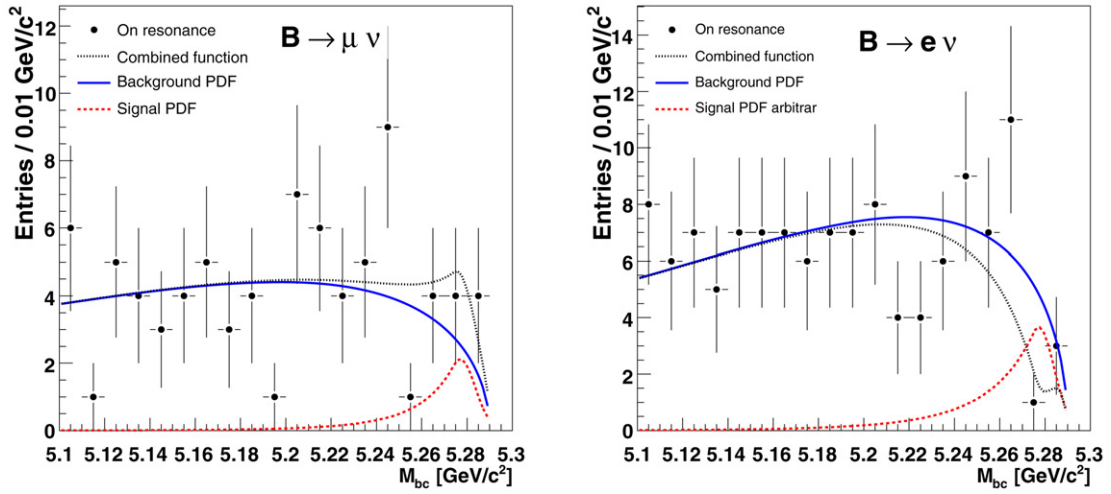 Entries / 0.01 GeV/c²
12
10
8
6
4
2
0
On resonance
Combined function
Background PDF
Signal PDF
B → μ ν
5.1 5.12 5.14 5.16 5.18 5.2 5.22 5.24 5.26 5.28 5.3
M_bc [GeV/c²]
Entries / 0.01 GeV/c²
14
12
10
8
6
4
2
0
On resonance
Combined function
Background PDF
Signal PDF arbitrar
B → e ν
5.1 5.12 5.14 5.16 5.18 5.2 5.22 5.24 5.26 5.28 5.3
M_bc [GeV/c²]